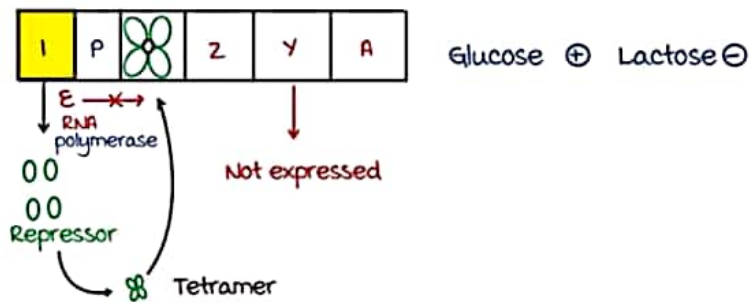 I P Z Y A
Glucose ⊕ Lactose ⊖
ε
RNA
polymerase
Not expressed
Repressor
Tetramer